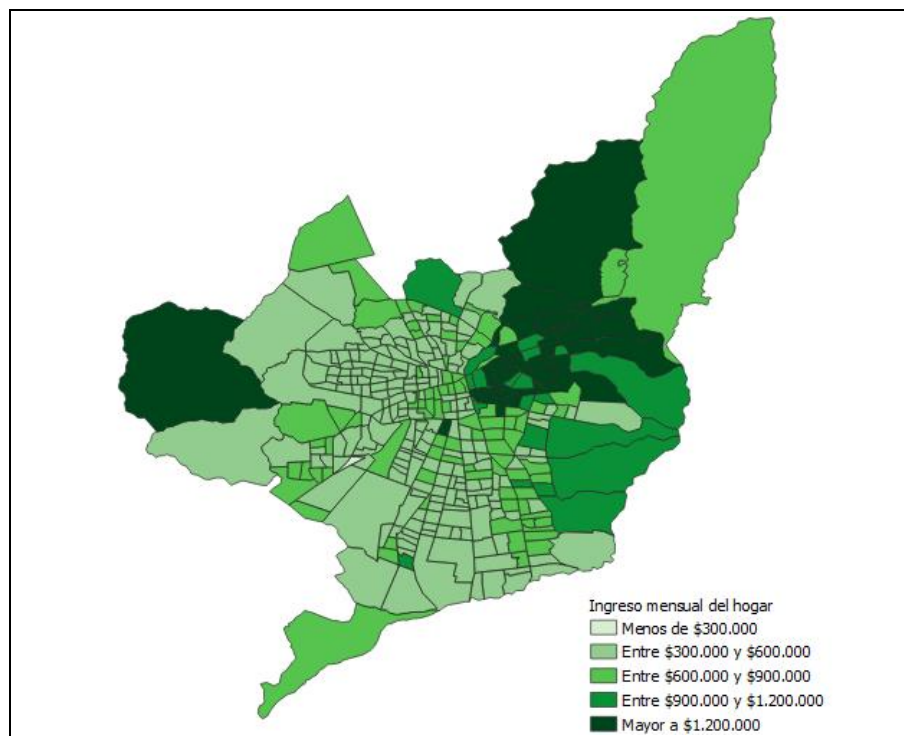 Ingreso mensual del hogar
Menos de $300.000
Entre $300.000 y $600.000
Entre $600.000 y $900.000
Entre $900.000 y $1.200.000
Mayor a $1.200.000